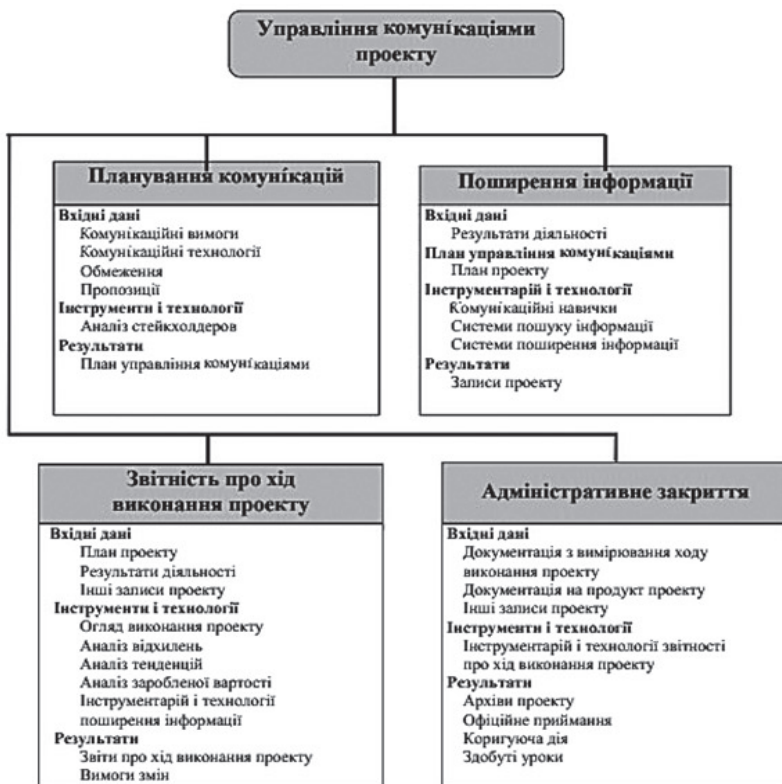 Управління комунікаціями
проекту
Планування комунікацій
Вхідні дані
Комунікаційні вимоги
Комунікаційні технології
Обмеження
Пропозиції
Інструменти і технології
Аналіз стейкхолдерів
Результати
План управління комунікаціями
Поширення інформації
Вхідні дані
Результати діяльності
План управління комунікаціями
План проекту
Інструментарій і технології
Комунікаційні навички
Системи пошуку інформації
Системи поширення інформації
Результати
Записи проекту
Звітність про хід
виконання проекту
Вхідні дані
План проекту
Результати діяльності
Інші записи проекту
Інструменти і технології
Огляд виконання проекту
Аналіз відхилень
Аналіз тенденцій
Аналіз заробленої вартості
Інструментарій і технології
поширення інформації
Результати
Звіти про хід виконання проекту
Вимоги змін
Адміністративне закриття
Вхідні дані
Документація з вимірювання ходу
виконання проекту
Документація на продукт проекту
Інші записи проекту
Інструменти і технології
Інструментарій і технології звітності
про хід виконання проекту
Результати
Архіви проекту
Офіційне приймання
Коригуюча дія
Здобуті уроки